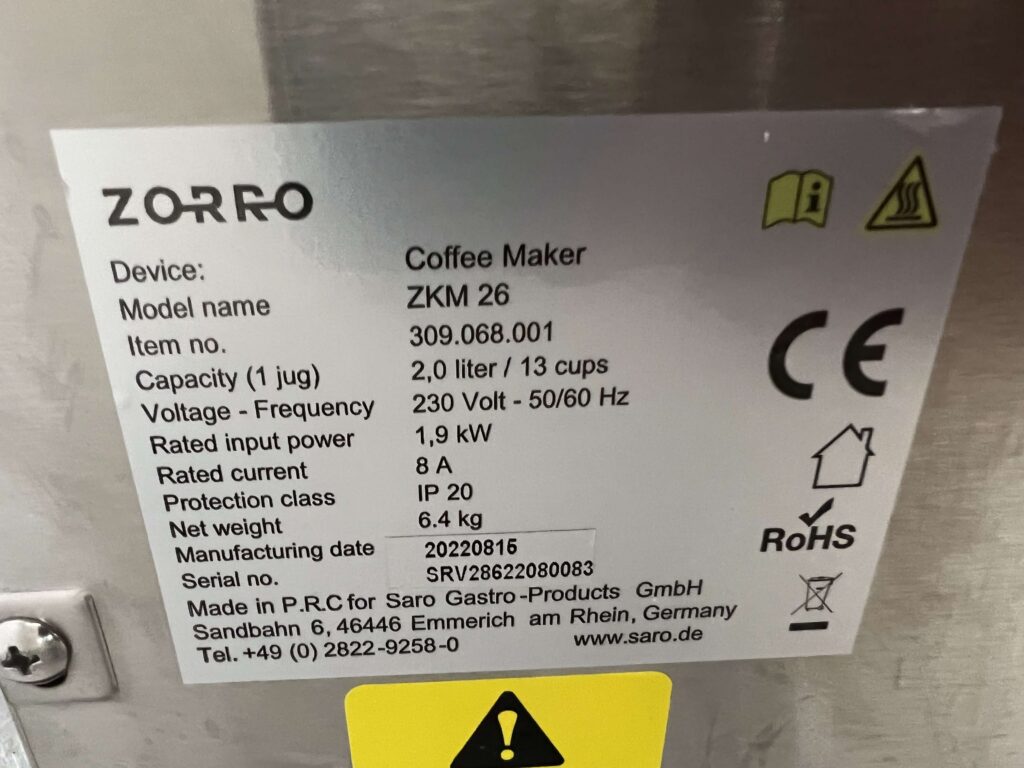 ZORRO
Device: Coffee Maker
Model name ZKM 26
Item no. 309.068.001
Capacity (1 jug) 2,0 liter / 13 cups
Voltage - Frequency 230 Volt - 50/60 Hz
Rated input power 1,9 kW
Rated current 8 A
Protection class IP 20
Net weight 6.4 kg
Manufacturing date 20220815
Serial no. SRV28622080083
Made in P.R.C for Saro Gastro-Products GmbH
Sandbahn 6, 46446 Emmerich am Rhein, Germany
Tel. +49 (0) 2822-9258-0 www.saro.de
i
CE
RoHS
!